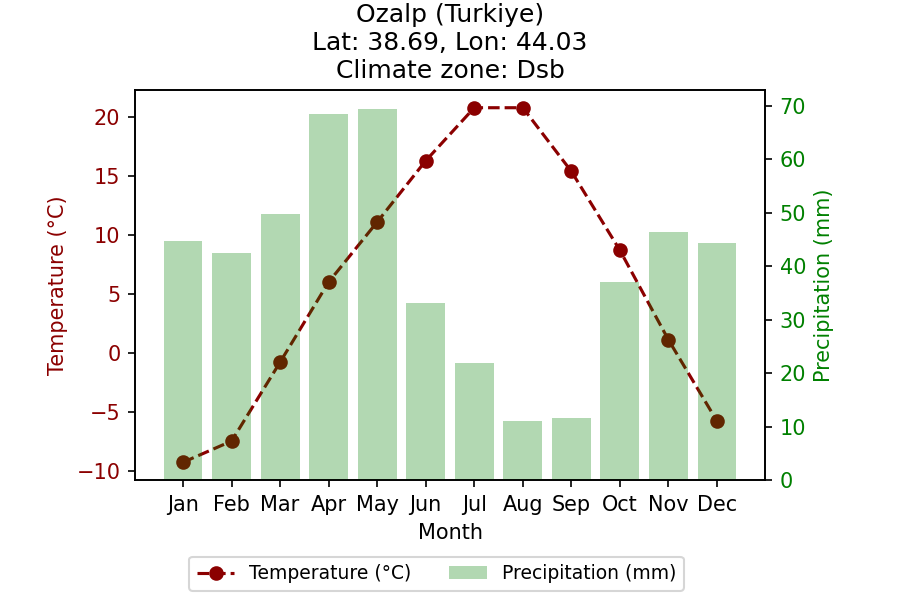 Ozalp (Turkiye)
Lat: 38.69, Lon: 44.03
Climate zone: Dsb
20
15
10
5
0
−5
−10
Temperature (°C)
70
60
50
40
30
20
10
0
Precipitation (mm)
Jan Feb Mar Apr May Jun Jul Aug Sep Oct Nov Dec
Month
Temperature (°C) Precipitation (mm)